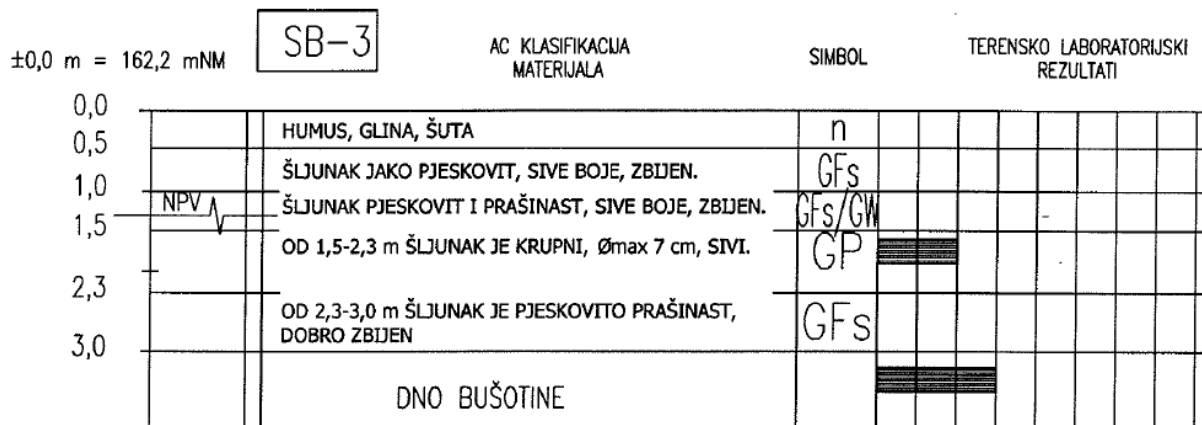 ±0,0 m = 162,2 mNM
SB-3
AC KLASIFIKACIJA
MATERIJALA
SIMBOL
TERENSKO LABORATORIJSKI
REZULTATI
0,0
HUMUS, GLINA, ŠUTA
n
0,5
ŠLJUNAK JAKO PJESKOVIT, SIVE BOJE, ZBIJEN.
GFs
1,0
NPV
ŠLJUNAK PJESKOVIT I PRAŠINAST, SIVE BOJE, ZBIJEN.
GFs/GW
1,5
OD 1,5-2,3 m ŠLJUNAK JE KRUPNI, Ømax 7 cm, SIVI.
GP
2,3
OD 2,3-3,0 m ŠLJUNAK JE PJESKOVITO PRAŠINAST,
DOBRO ZBIJEN
GFs
3,0
DNO BUŠOTINE